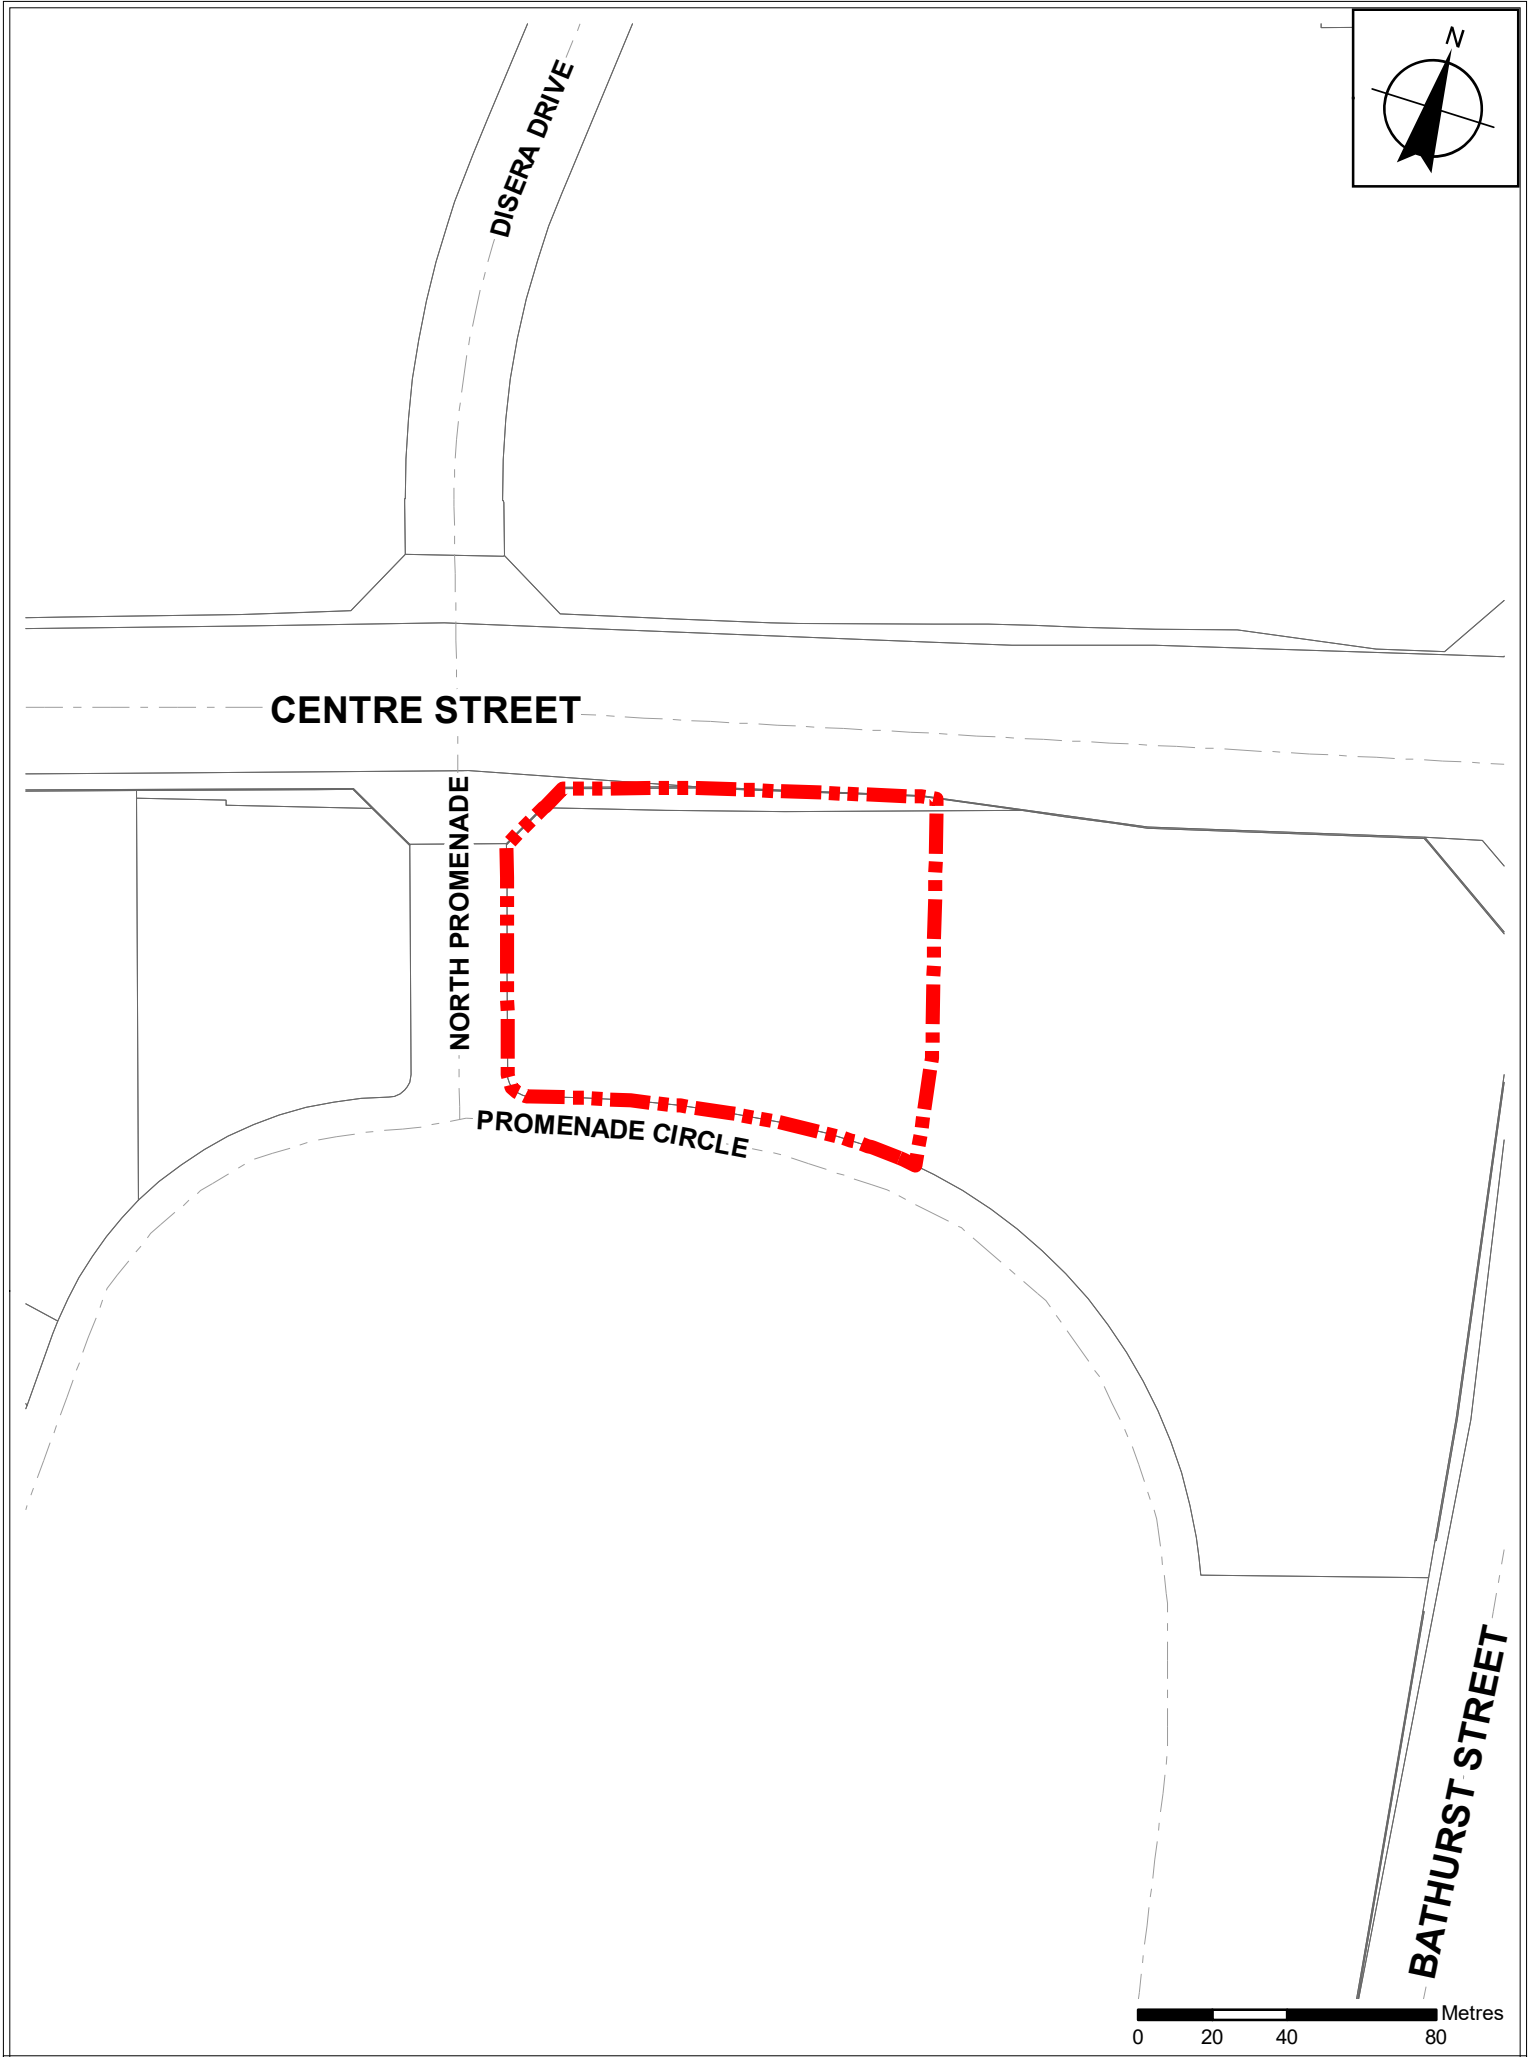 N
DISERA DRIVE
CENTRE STREET
NORTH PROMENADE
PROMENADE CIRCLE
BATHURST STREET
Metres
0 20 40 80